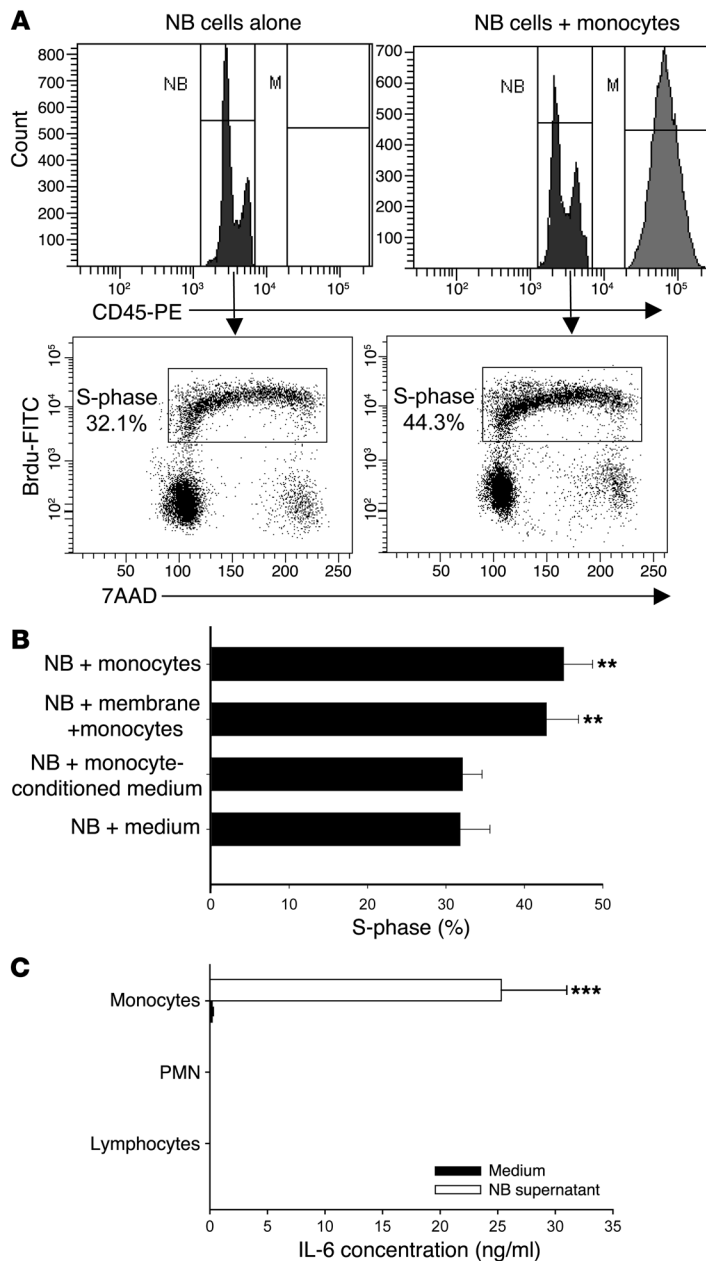 A
NB cells alone
NB cells + monocytes
Count
800
700
600
500
400
300
200
100
NB
M
10² 10³ 10⁴ 10⁵
700
600
500
400
300
200
100
NB
M
10² 10³ 10⁴ 10⁵
CD45-PE
Brdu-FITC
10⁵
10⁴
10³
10²
S-phase
32.1%
50 100 150 200 250
10⁵
10⁴
10³
10²
S-phase
44.3%
50 100 150 200 250
7AAD
B
NB + monocytes
**
NB + membrane
+monocytes
**
NB + monocyte-
conditioned medium
NB + medium
0 10 20 30 40 50
S-phase (%)
C
Monocytes
***
PMN
Lymphocytes
Medium
NB supernatant
0 5 10 15 20 25 30 35
IL-6 concentration (ng/ml)